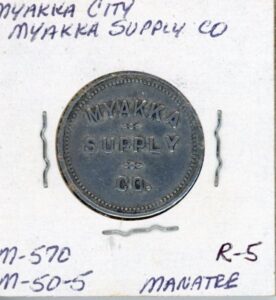 MYAKKA CITY
MYAKKA SUPPLY CO
MYAKKA
SUPPLY
CO.
M-570
R-5
M-50-5
MANATEE